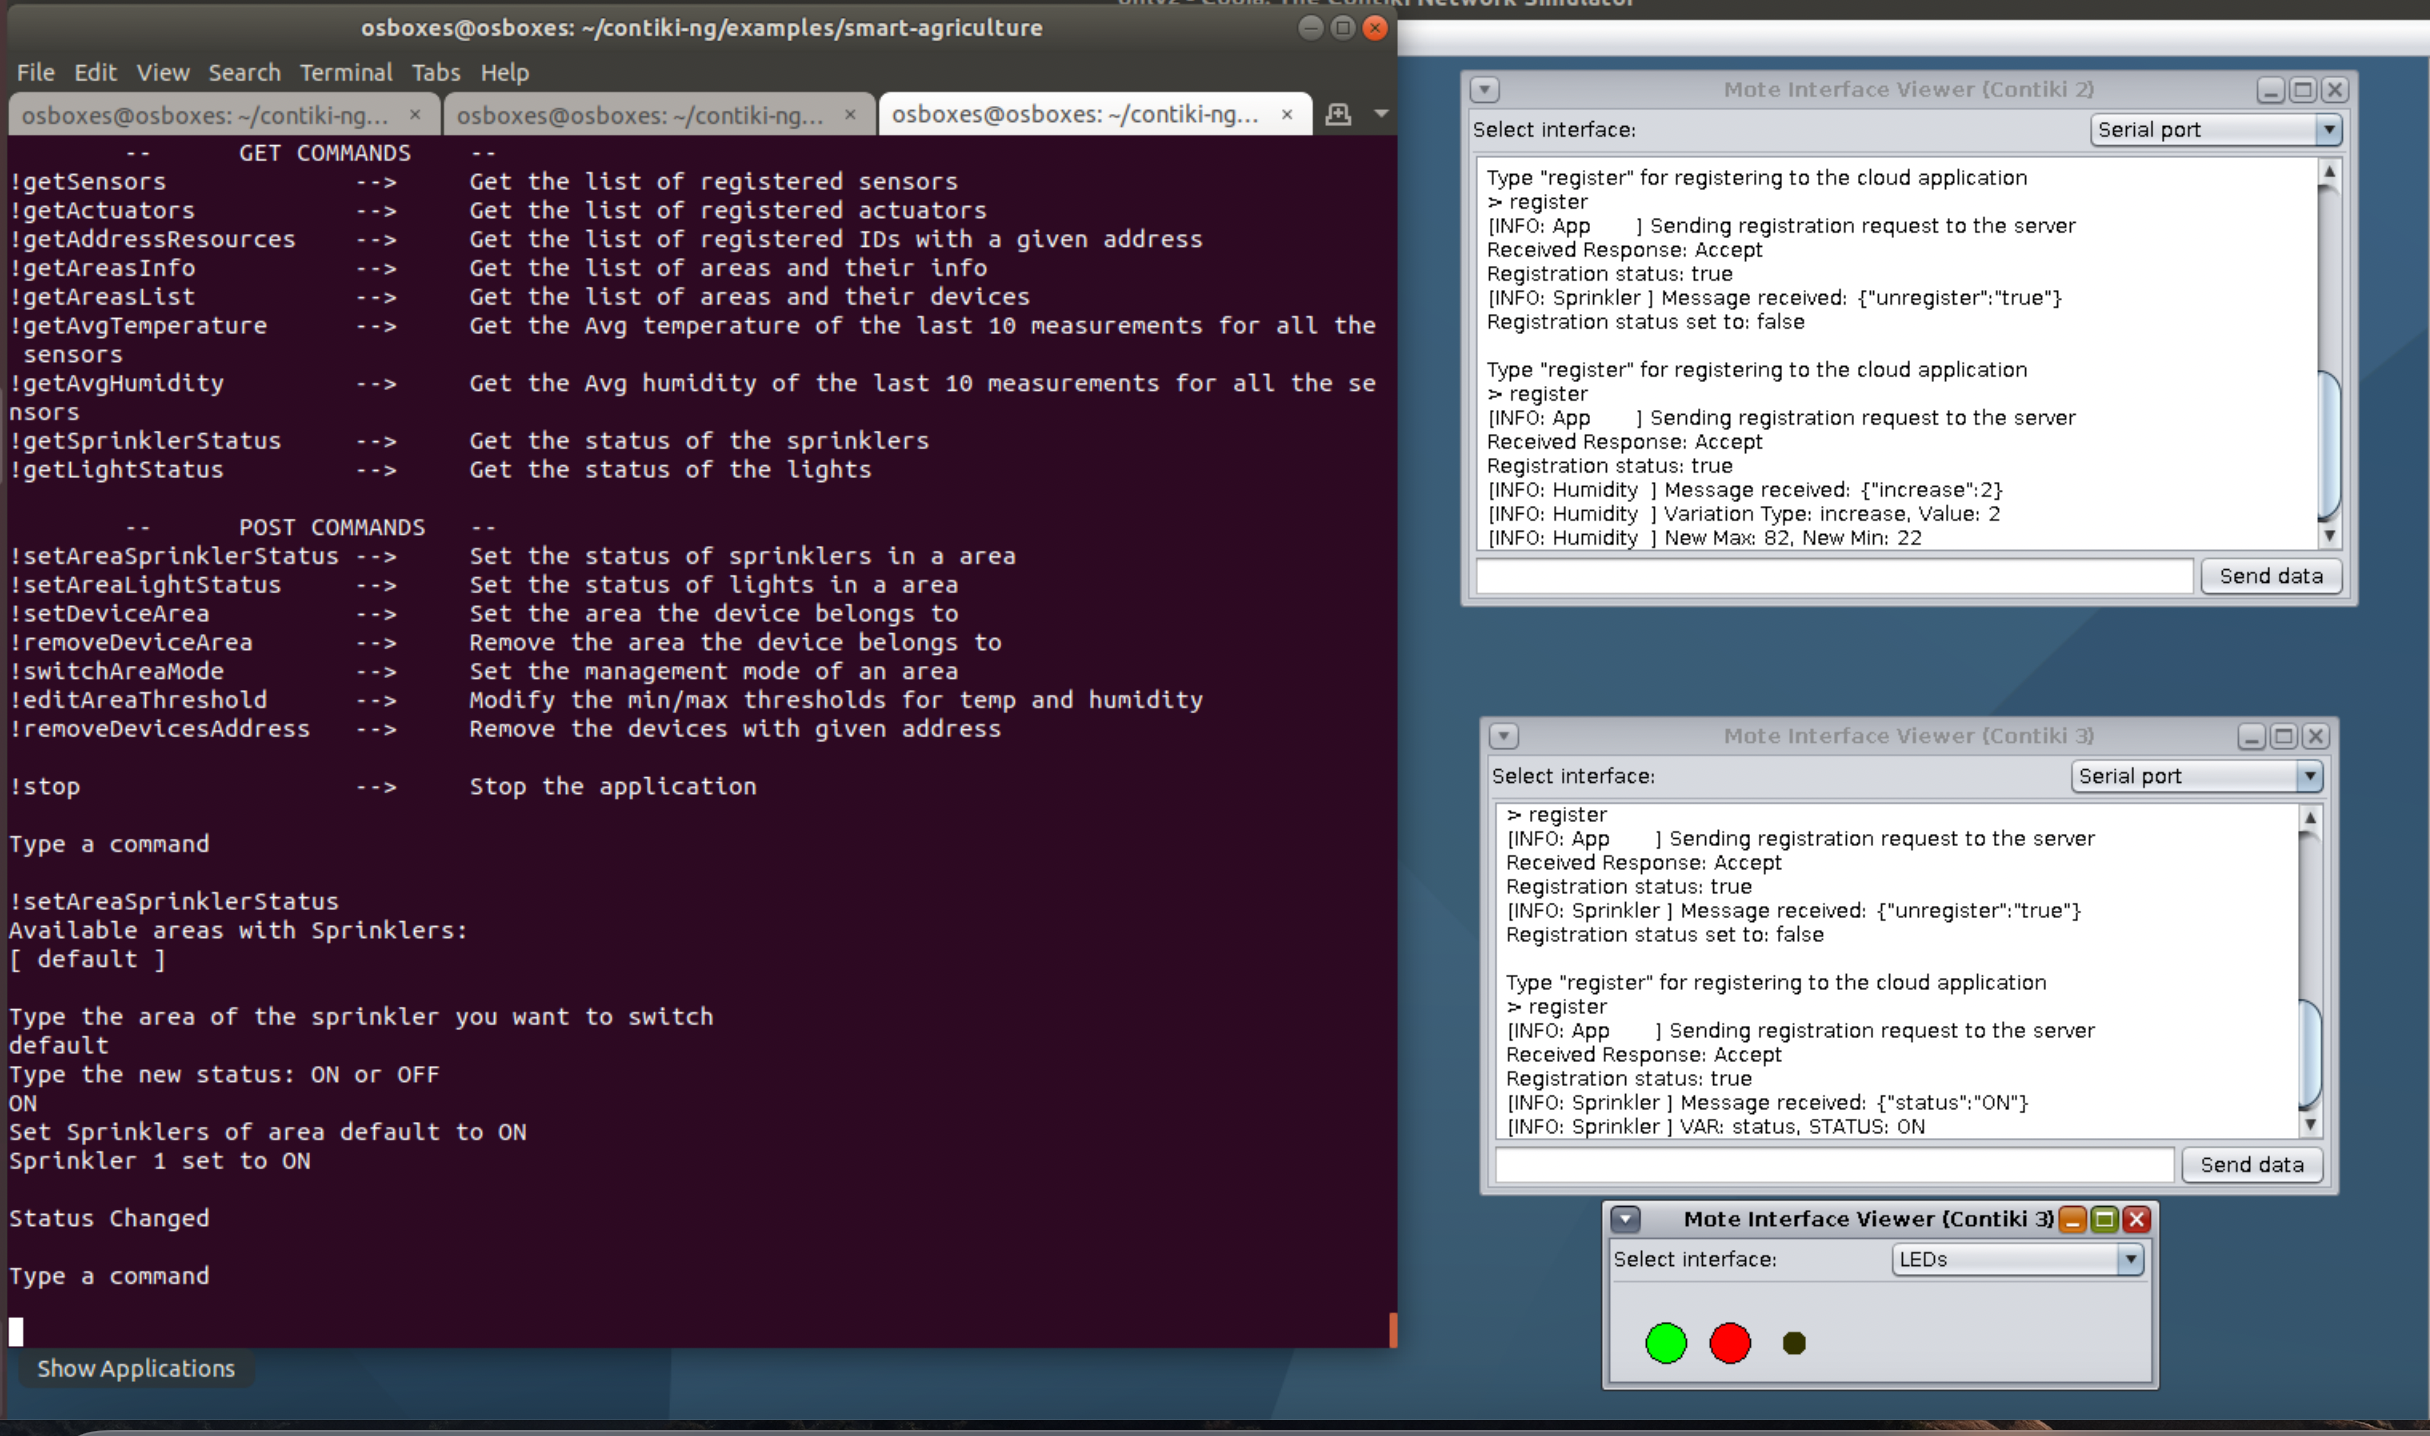 osboxes@osboxes: ~/contiki-ng/examples/smart-agriculture
File Edit View Search Terminal Tabs Help
osboxes@osboxes: ~/contiki-ng... × osboxes@osboxes: ~/contiki-ng... × osboxes@osboxes: ~/contiki-ng... ×
-- GET COMMANDS --
!getSensors --> Get the list of registered sensors
!getActuators --> Get the list of registered actuators
!getAddressResources --> Get the list of registered IDs with a given address
!getAreasInfo --> Get the list of areas and their info
!getAreasList --> Get the list of areas and their devices
!getAvgTemperature --> Get the Avg temperature of the last 10 measurements for all the
sensors
!getAvgHumidity --> Get the Avg humidity of the last 10 measurements for all the se
nsors
!getSprinklerStatus --> Get the status of the sprinklers
!getLightStatus --> Get the status of the lights
-- POST COMMANDS --
!setAreaSprinklerStatus --> Set the status of sprinklers in a area
!setAreaLightStatus --> Set the status of lights in a area
!setDeviceArea --> Set the area the device belongs to
!removeDeviceArea --> Remove the area the device belongs to
!switchAreaMode --> Set the management mode of an area
!editAreaThreshold --> Modify the min/max thresholds for temp and humidity
!removeDevicesAddress --> Remove the devices with given address
!stop --> Stop the application
Type a command
!setAreaSprinklerStatus
Available areas with Sprinklers:
[ default ]
Type the area of the sprinkler you want to switch
default
Type the new status: ON or OFF
ON
Set Sprinklers of area default to ON
Sprinkler 1 set to ON
Status Changed
Type a command
Show Applications
Cooja: The Contiki Network Simulator
Mote Interface Viewer (Contiki 2)
Select interface: Serial port
Type "register" for registering to the cloud application
> register
[INFO: App ] Sending registration request to the server
Received Response: Accept
Registration status: true
[INFO: Sprinkler ] Message received: {"unregister":"true"}
Registration status set to: false
Type "register" for registering to the cloud application
> register
[INFO: App ] Sending registration request to the server
Received Response: Accept
Registration status: true
[INFO: Humidity ] Message received: {"increase":2}
[INFO: Humidity ] Variation Type: increase, Value: 2
[INFO: Humidity ] New Max: 82, New Min: 22
Send data
Mote Interface Viewer (Contiki 3)
Select interface: Serial port
> register
[INFO: App ] Sending registration request to the server
Received Response: Accept
Registration status: true
[INFO: Sprinkler ] Message received: {"unregister":"true"}
Registration status set to: false
Type "register" for registering to the cloud application
> register
[INFO: App ] Sending registration request to the server
Received Response: Accept
Registration status: true
[INFO: Sprinkler ] Message received: {"status":"ON"}
[INFO: Sprinkler ] VAR: status, STATUS: ON
Send data
Mote Interface Viewer (Contiki 3)
Select interface: LEDs